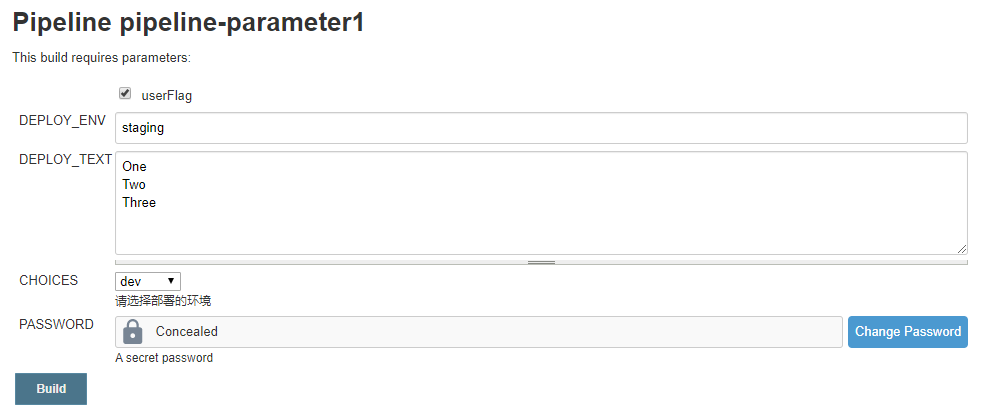 Pipeline pipeline-parameter1
This build requires parameters:
userFlag
DEPLOY_ENV
staging
DEPLOY_TEXT
One
Two
Three
CHOICES
dev
请选择部署的环境
PASSWORD
Concealed
Change Password
A secret password
Build